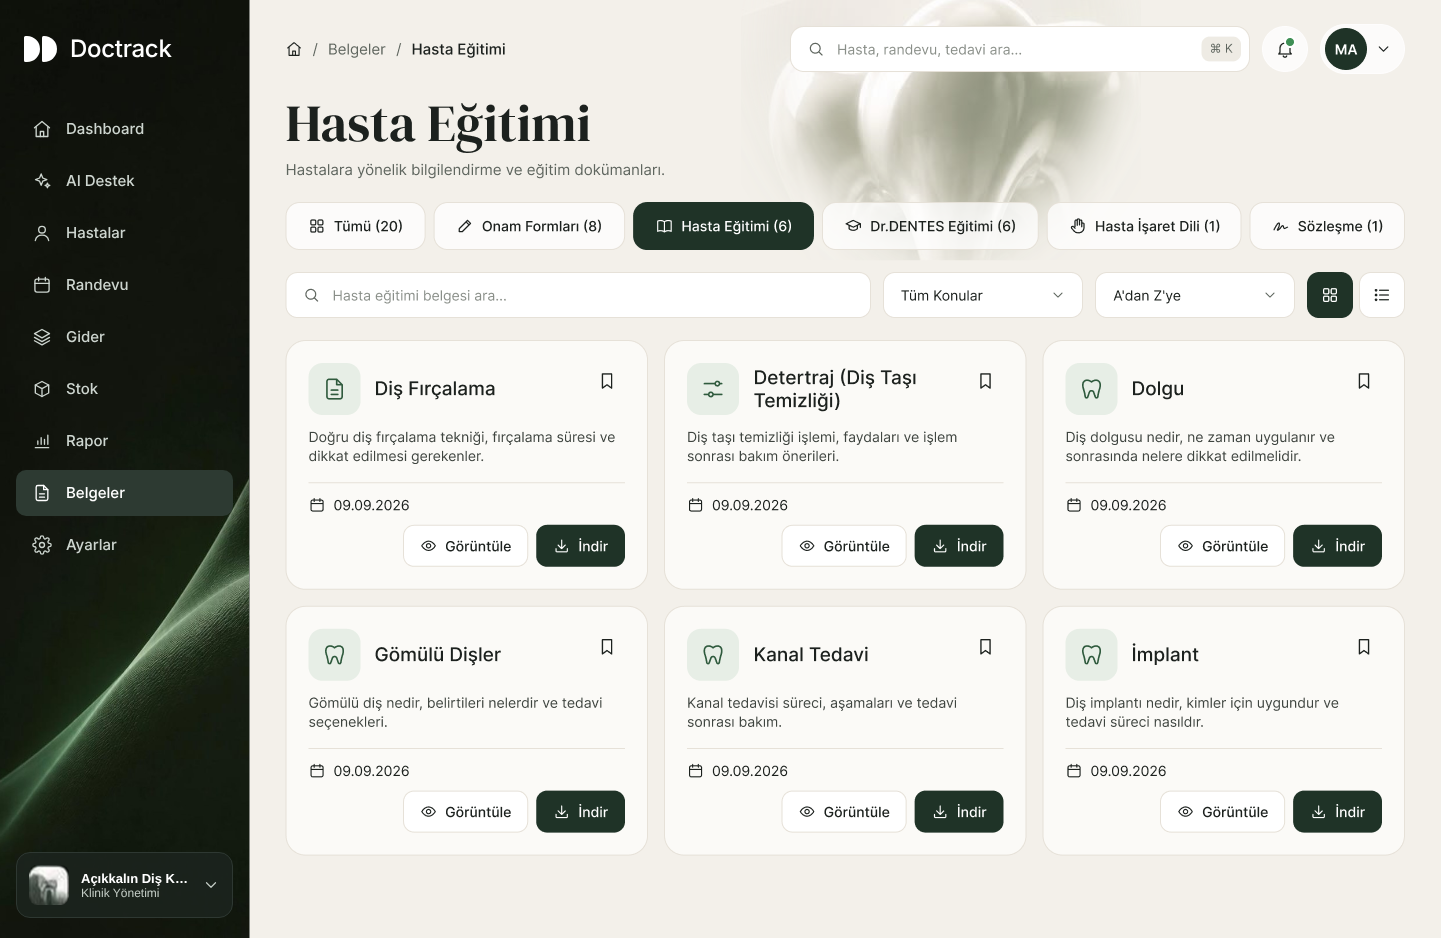 Doctrack
Dashboard
AI Destek
Hastalar
Randevu
Gider
Stok
Rapor
Belgeler
Ayarlar
Açıkkalın Diş K...
Klinik Yönetimi
/ Belgeler / Hasta Eğitimi
Hasta, randevu, tedavi ara...
⌘ K
MA
Hasta Eğitimi
Hastalara yönelik bilgilendirme ve eğitim dokümanları.
Tümü (20)
Onam Formları (8)
Hasta Eğitimi (6)
Dr.DENTES Eğitimi (6)
Hasta İşaret Dili (1)
Sözleşme (1)
Hasta eğitimi belgesi ara...
Tüm Konular
A'dan Z'ye
Diş Fırçalama
Doğru diş fırçalama tekniği, fırçalama süresi ve
dikkat edilmesi gerekenler.
09.09.2026
Görüntüle
İndir
Detertraj (Diş Taşı
Temizliği)
Diş taşı temizliği işlemi, faydaları ve işlem
sonrası bakım önerileri.
09.09.2026
Görüntüle
İndir
Dolgu
Diş dolgusu nedir, ne zaman uygulanır ve
sonrasında nelere dikkat edilmelidir.
09.09.2026
Görüntüle
İndir
Gömülü Dişler
Gömülü diş nedir, belirtileri nelerdir ve tedavi
seçenekleri.
09.09.2026
Görüntüle
İndir
Kanal Tedavi
Kanal tedavisi süreci, aşamaları ve tedavi
sonrası bakım.
09.09.2026
Görüntüle
İndir
İmplant
Diş implantı nedir, kimler için uygundur ve
tedavi süreci nasıldır.
09.09.2026
Görüntüle
İndir